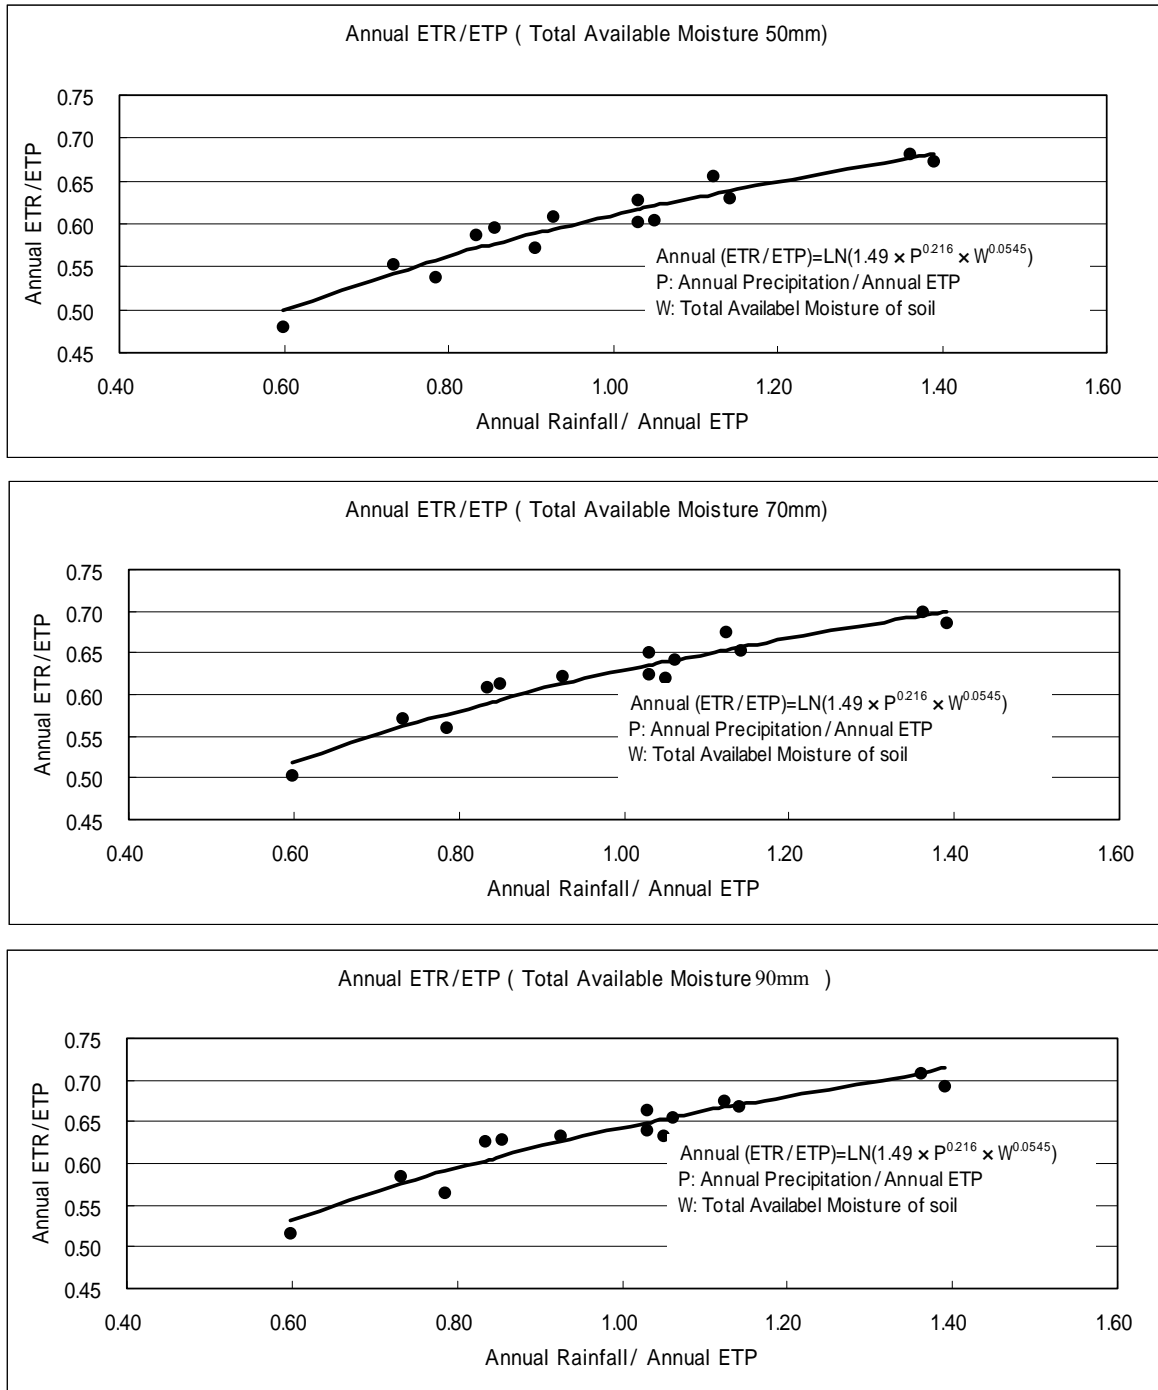 Annual ETR/ETP ( Total Available Moisture 50mm)
0.75
0.70
0.65
0.60
0.55
0.50
0.45
Annual ETR/ETP
Annual (ETR/ETP)=LN(1.49 × P^0.216 × W^0.0545)
P: Annual Precipitation/Annual ETP
W: Total Availabel Moisture of soil
0.40 0.60 0.80 1.00 1.20 1.40 1.60
Annual Rainfall/ Annual ETP
Annual ETR/ETP ( Total Available Moisture 70mm)
0.75
0.70
0.65
0.60
0.55
0.50
0.45
Annual ETR/ETP
Annual (ETR/ETP)=LN(1.49 × P^0.216 × W^0.0545)
P: Annual Precipitation/Annual ETP
W: Total Availabel Moisture of soil
0.40 0.60 0.80 1.00 1.20 1.40 1.60
Annual Rainfall/ Annual ETP
Annual ETR/ETP ( Total Available Moisture 90mm )
0.75
0.70
0.65
0.60
0.55
0.50
0.45
Annual ETR/ETP
Annual (ETR/ETP)=LN(1.49 × P^0.216 × W^0.0545)
P: Annual Precipitation/Annual ETP
W: Total Availabel Moisture of soil
0.40 0.60 0.80 1.00 1.20 1.40 1.60
Annual Rainfall/ Annual ETP